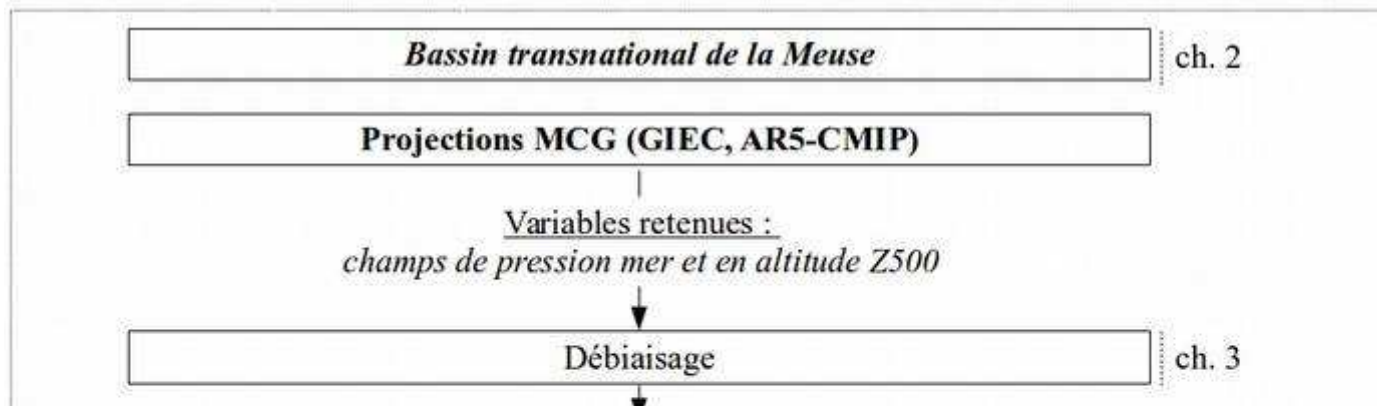 Bassin transnational de la Meuse
ch. 2
Projections MCG (GIEC, AR5-CMIP)
Variables retenues :
champs de pression mer et en altitude Z500
Débiaisage
ch. 3